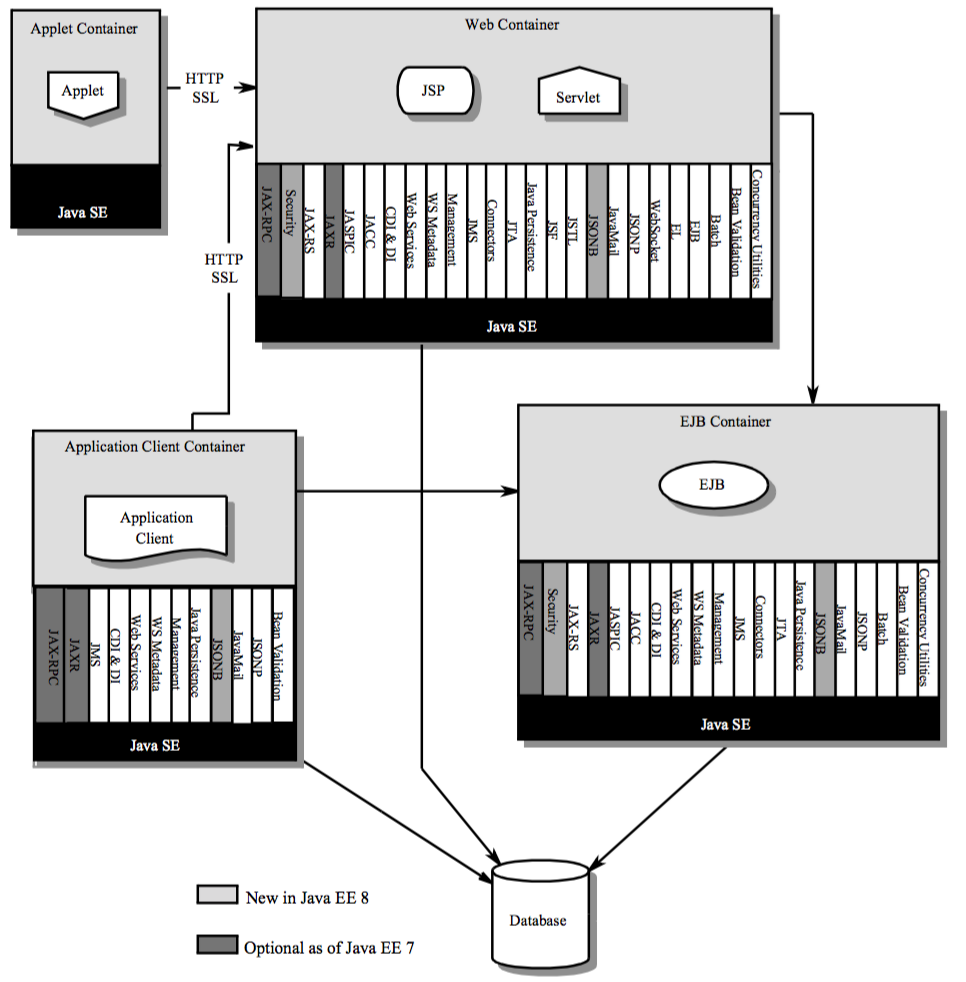 Applet Container
Applet
Java SE
HTTP
SSL
Web Container
JSP
Servlet
JAX-RPC
Security
JAX-RS
JAXR
JASPIC
JACC
CDI & DI
Web Services
WS Metadata
Management
JMS
Connectors
JTA
Java Persistence
JSF
JSTL
JSONB
JavaMail
JSONP
WebSocket
EL
EJB
Batch
Bean Validation
Concurrency Utilities
Java SE
HTTP
SSL
Application Client Container
Application
Client
JAX-RPC
JAXR
JMS
CDI & DI
Web Services
WS Metadata
Management
Java Persistence
JSONB
JavaMail
JSONP
Bean Validation
Java SE
EJB Container
EJB
JAX-RPC
Security
JAX-RS
JAXR
JASPIC
JACC
CDI & DI
Web Services
WS Metadata
Management
JMS
Connectors
JTA
Java Persistence
JSONB
JavaMail
JSONP
Batch
Bean Validation
Concurrency Utilities
Java SE
Database
New in Java EE 8
Optional as of Java EE 7